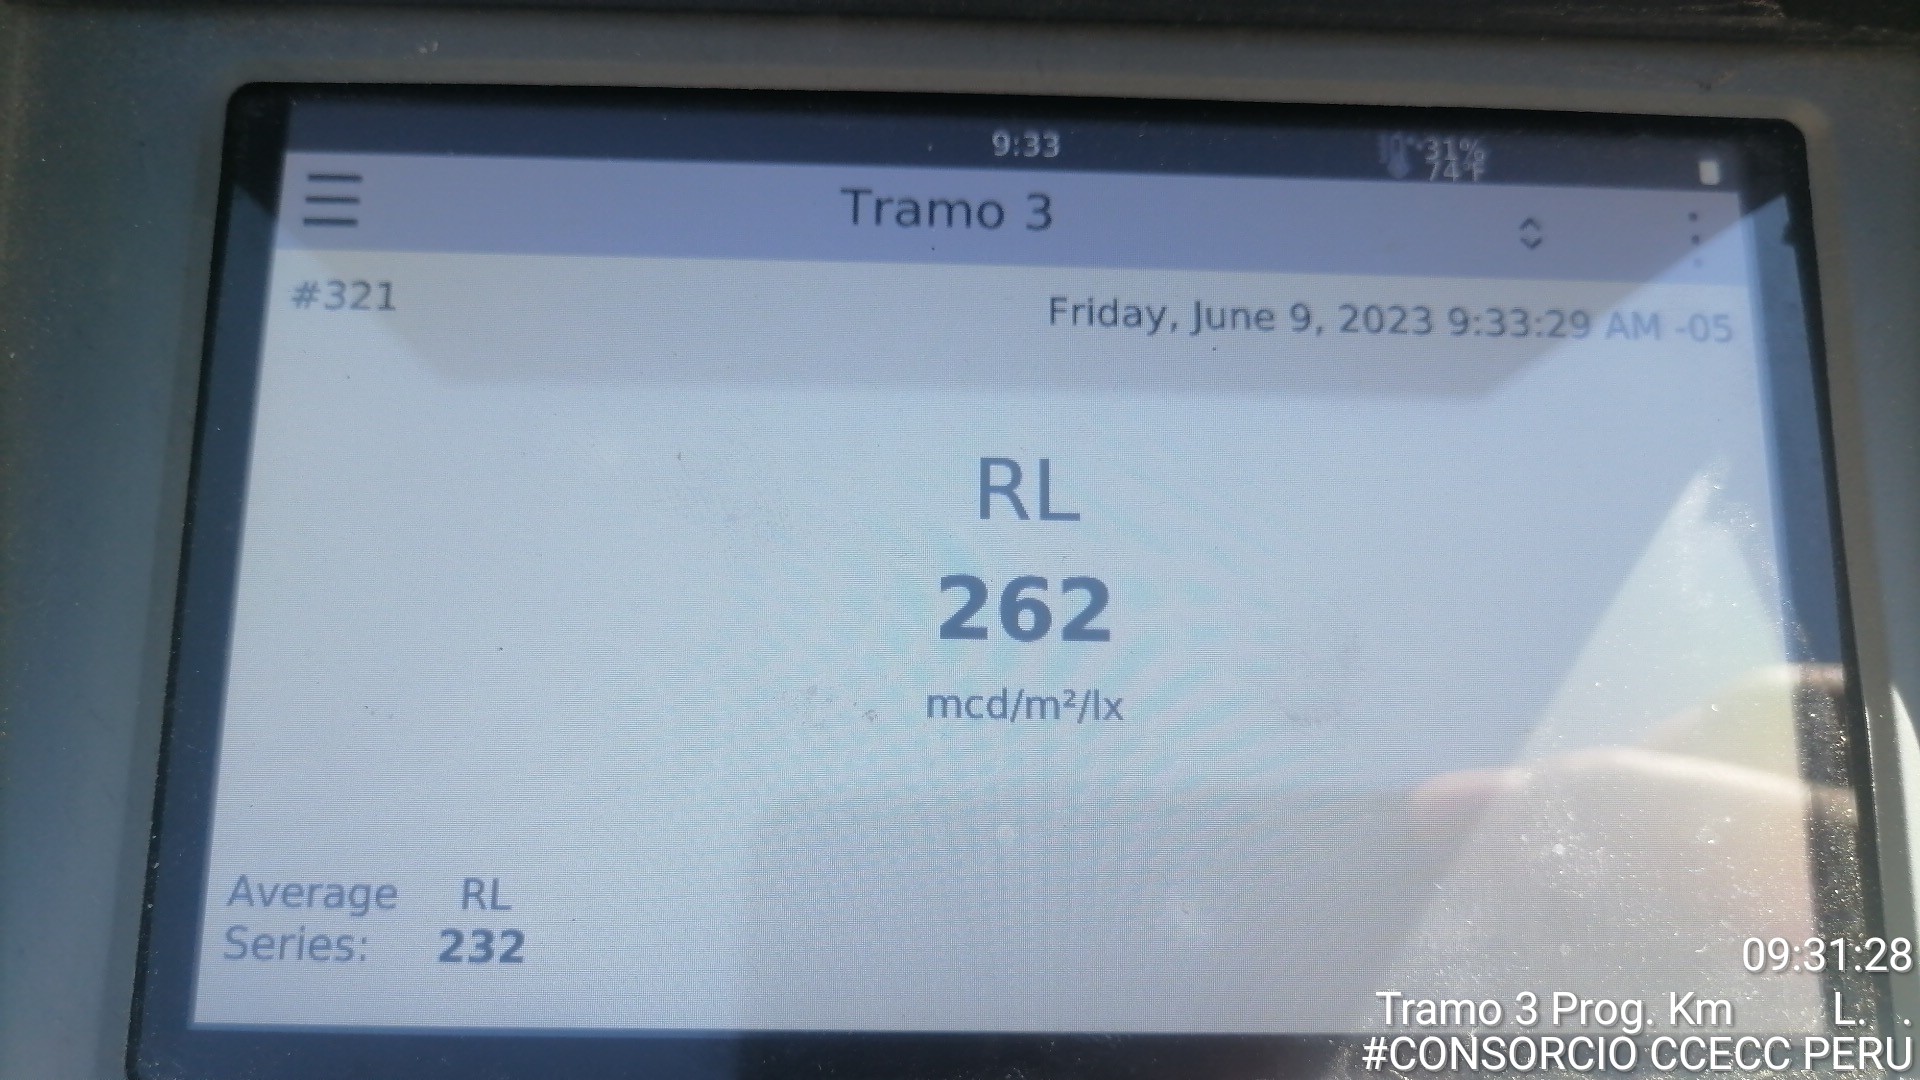 9:33
31%
74°F
Tramo 3
#321
Friday, June 9, 2023 9:33:29 AM -05
RL
262
mcd/m²/lx
Average RL
Series: 232
09:31:28
Tramo 3 Prog. Km L. .
#CONSORCIO CCECC PERU